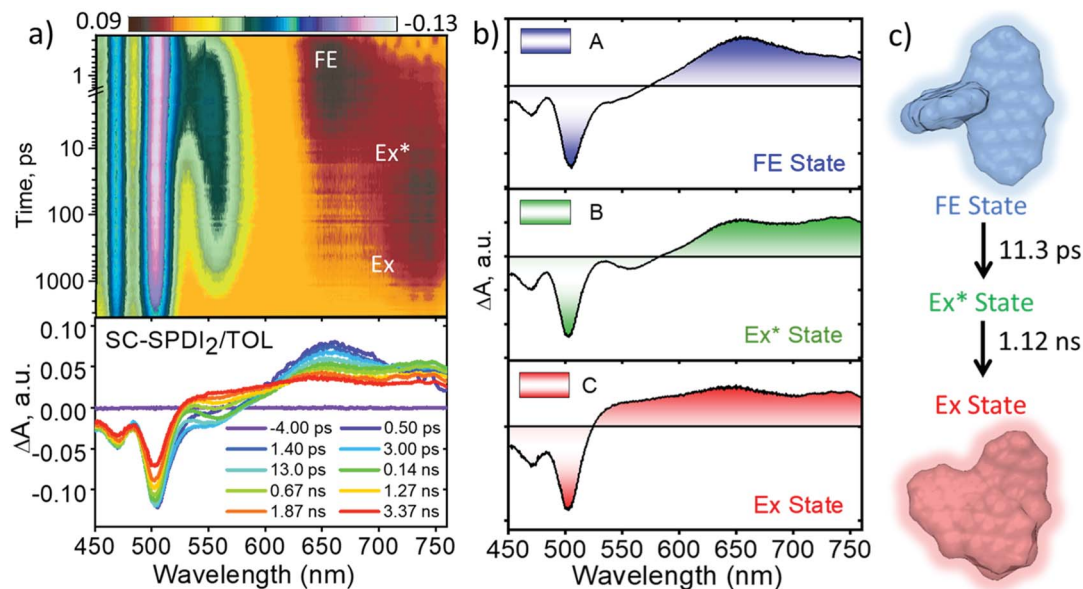 a)
0.09
-0.13
FE
Ex*
Ex
1
10
100
1000
Time, ps
SC-SPDI₂/TOL
0.10
0.05
0.00
-0.05
-0.10
ΔA, a.u.
-4.00 ps 0.50 ps
1.40 ps 3.00 ps
13.0 ps 0.14 ns
0.67 ns 1.27 ns
1.87 ns 3.37 ns
450 500 550 600 650 700 750
Wavelength (nm)
b)
A
FE State
B
Ex* State
C
Ex State
ΔA, a.u.
450 500 550 600 650 700 750
Wavelength (nm)
c)
FE State
11.3 ps
Ex* State
1.12 ns
Ex State